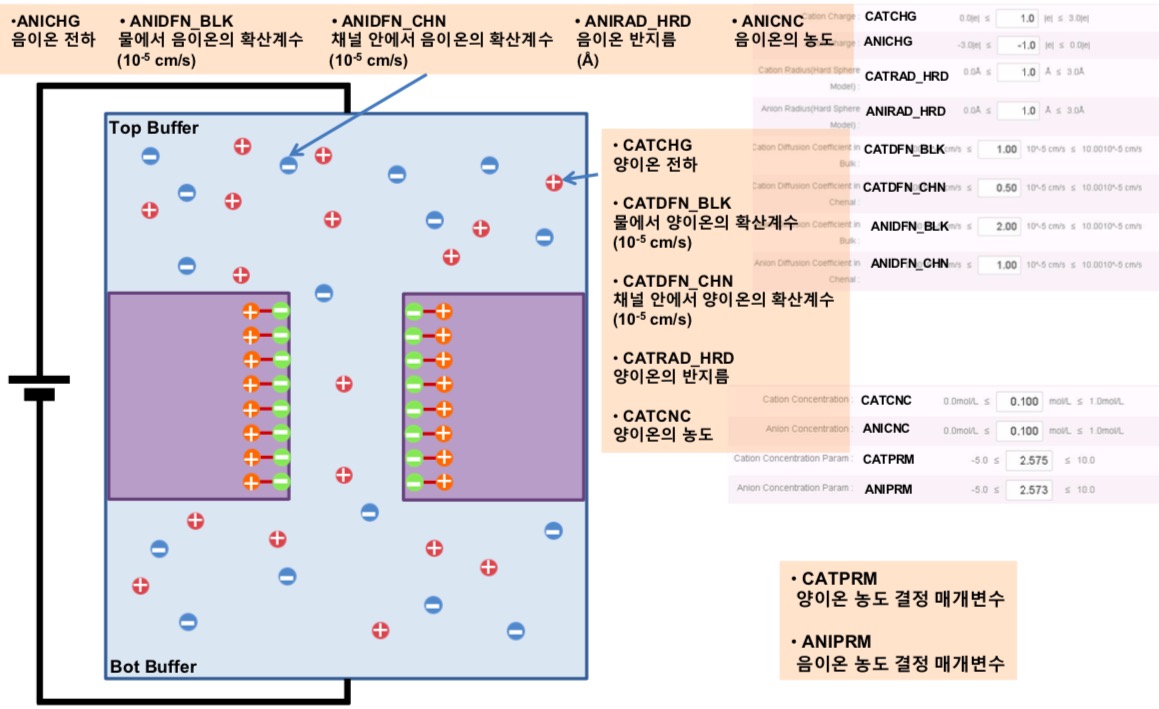 •ANICHG
음이온 전하
• ANIDFN_BLK
물에서 음이온의 확산계수
(10-5 cm/s)
• ANIDFN_CHN
채널 안에서 음이온의 확산계수
(10-5 cm/s)
• ANIRAD_HRD
음이온 반지름
(Å)
• ANICNC
음이온의 농도
Top Buffer
Bot Buffer
• CATCHG
양이온 전하
• CATDFN_BLK
물에서 양이온의 확산계수
(10-5 cm/s)
• CATDFN_CHN
채널 안에서 양이온의 확산계수
(10-5 cm/s)
• CATRAD_HRD
양이온의 반지름
• CATCNC
양이온의 농도
Cation Charge : CATCHG 0.0|e| ≤ 1.0 |e| ≤ 3.0|e|
ANICHG -3.0|e| ≤ -1.0 |e| ≤ 0.0|e|
Cation Radius(Hard Sphere
Model) : CATRAD_HRD 0.0Å ≤ 1.0 Å ≤ 3.0Å
Anion Radius(Hard Sphere
Model) : ANIRAD_HRD 0.0Å ≤ 1.0 Å ≤ 3.0Å
Cation Diffusion Coefficient in
Bulk : CATDFN_BLK cm/s ≤ 1.00 10^-5 cm/s ≤ 10.0010^-5 cm/s
Cation Diffusion Coefficient in
Chenal : CATDFN_CHN cm/s ≤ 0.50 10^-5 cm/s ≤ 10.0010^-5 cm/s
Diffusion Coefficient in
Bulk : ANIDFN_BLK cm/s ≤ 2.00 10^-5 cm/s ≤ 10.0010^-5 cm/s
Anion Diffusion Coefficient in
Chenal : ANIDFN_CHN cm/s ≤ 1.00 10^-5 cm/s ≤ 10.0010^-5 cm/s
Cation Concentration : CATCNC 0.0mol/L ≤ 0.100 mol/L ≤ 1.0mol/L
Anion Concentration : ANICNC 0.0mol/L ≤ 0.100 mol/L ≤ 1.0mol/L
Cation Concentration Param : CATPRM -5.0 ≤ 2.575 ≤ 10.0
Anion Concentration Param : ANIPRM -5.0 ≤ 2.573 ≤ 10.0
• CATPRM
양이온 농도 결정 매개변수
• ANIPRM
음이온 농도 결정 매개변수